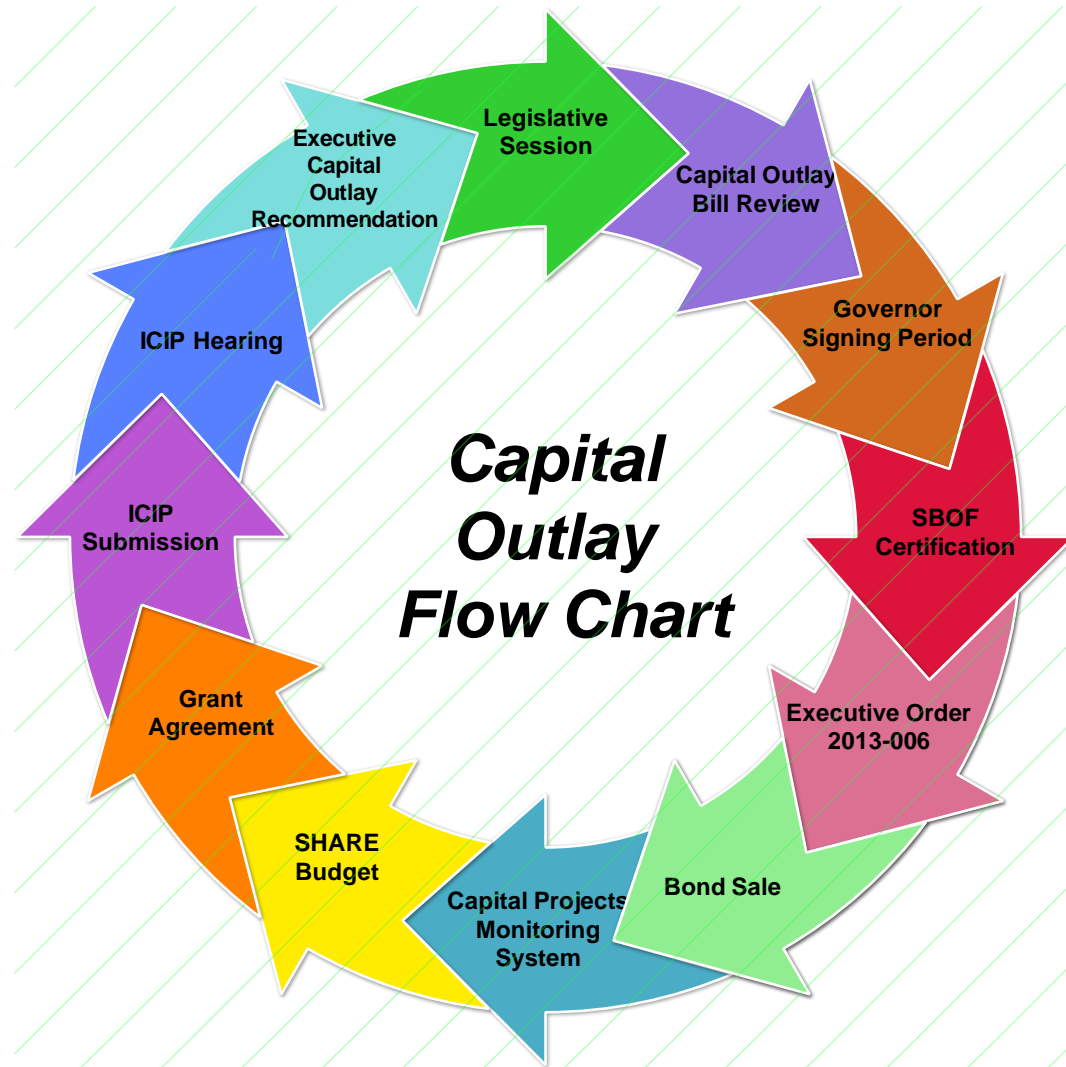 Legislative
Session
Capital Outlay
Bill Review
Governor
Signing Period
SBOF
Certification
Executive Order
2013-006
Bond Sale
Capital Projects
Monitoring
System
SHARE
Budget
Grant
Agreement
ICIP
Submission
ICIP Hearing
Executive
Capital
Outlay
Recommendation
Capital
Outlay
Flow Chart